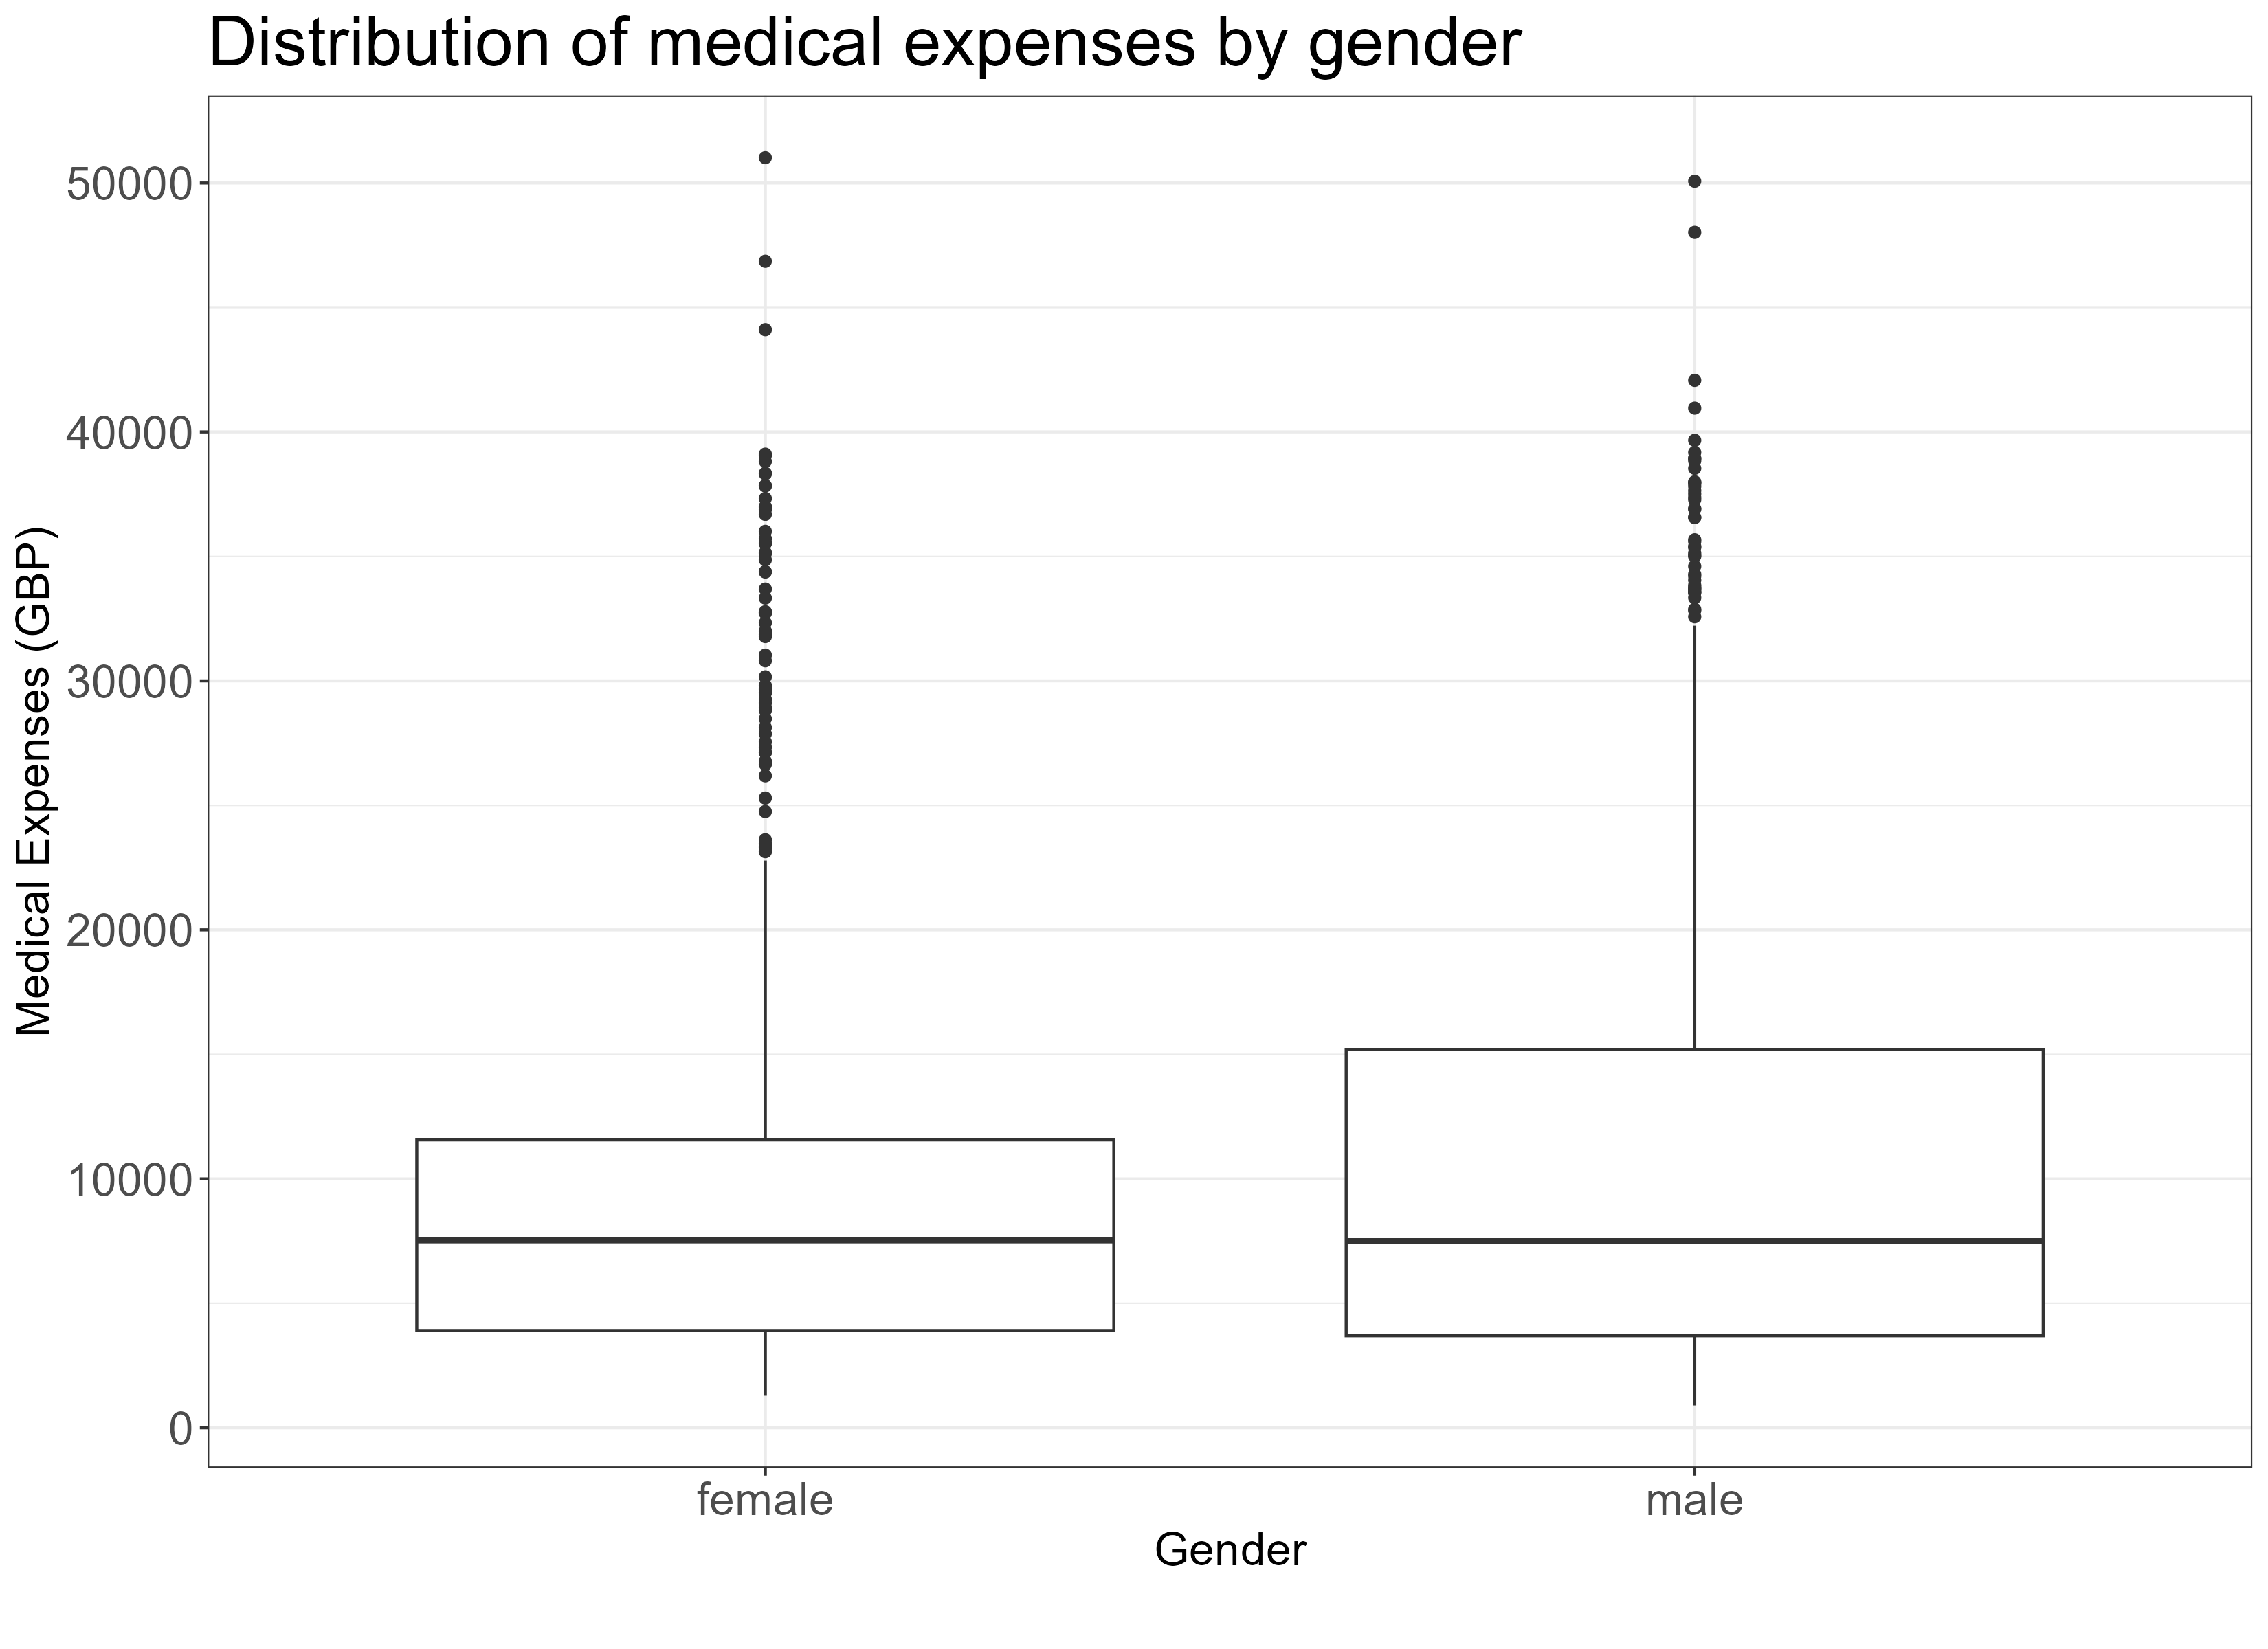 Distribution of medical expenses by gender
Medical Expenses (GBP)
50000
40000
30000
20000
10000
0
female
male
Gender